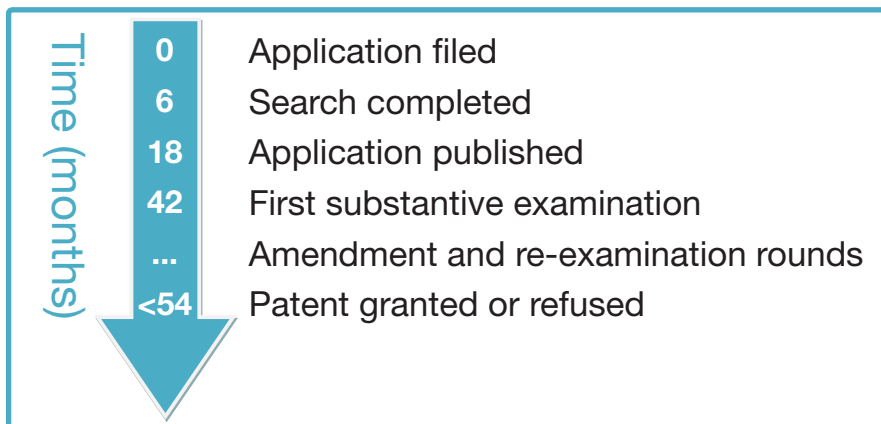 Time (months)
0 Application filed
6 Search completed
18 Application published
42 First substantive examination
... Amendment and re-examination rounds
<54 Patent granted or refused